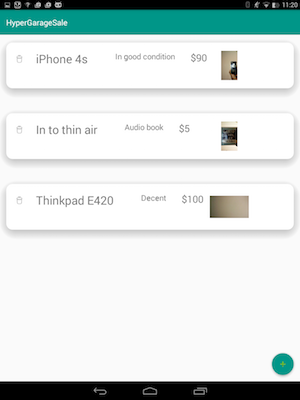 11:20
HyperGarageSale
iPhone 4s In good condition $90
In to thin air Audio book $5
Thinkpad E420 Decent $100